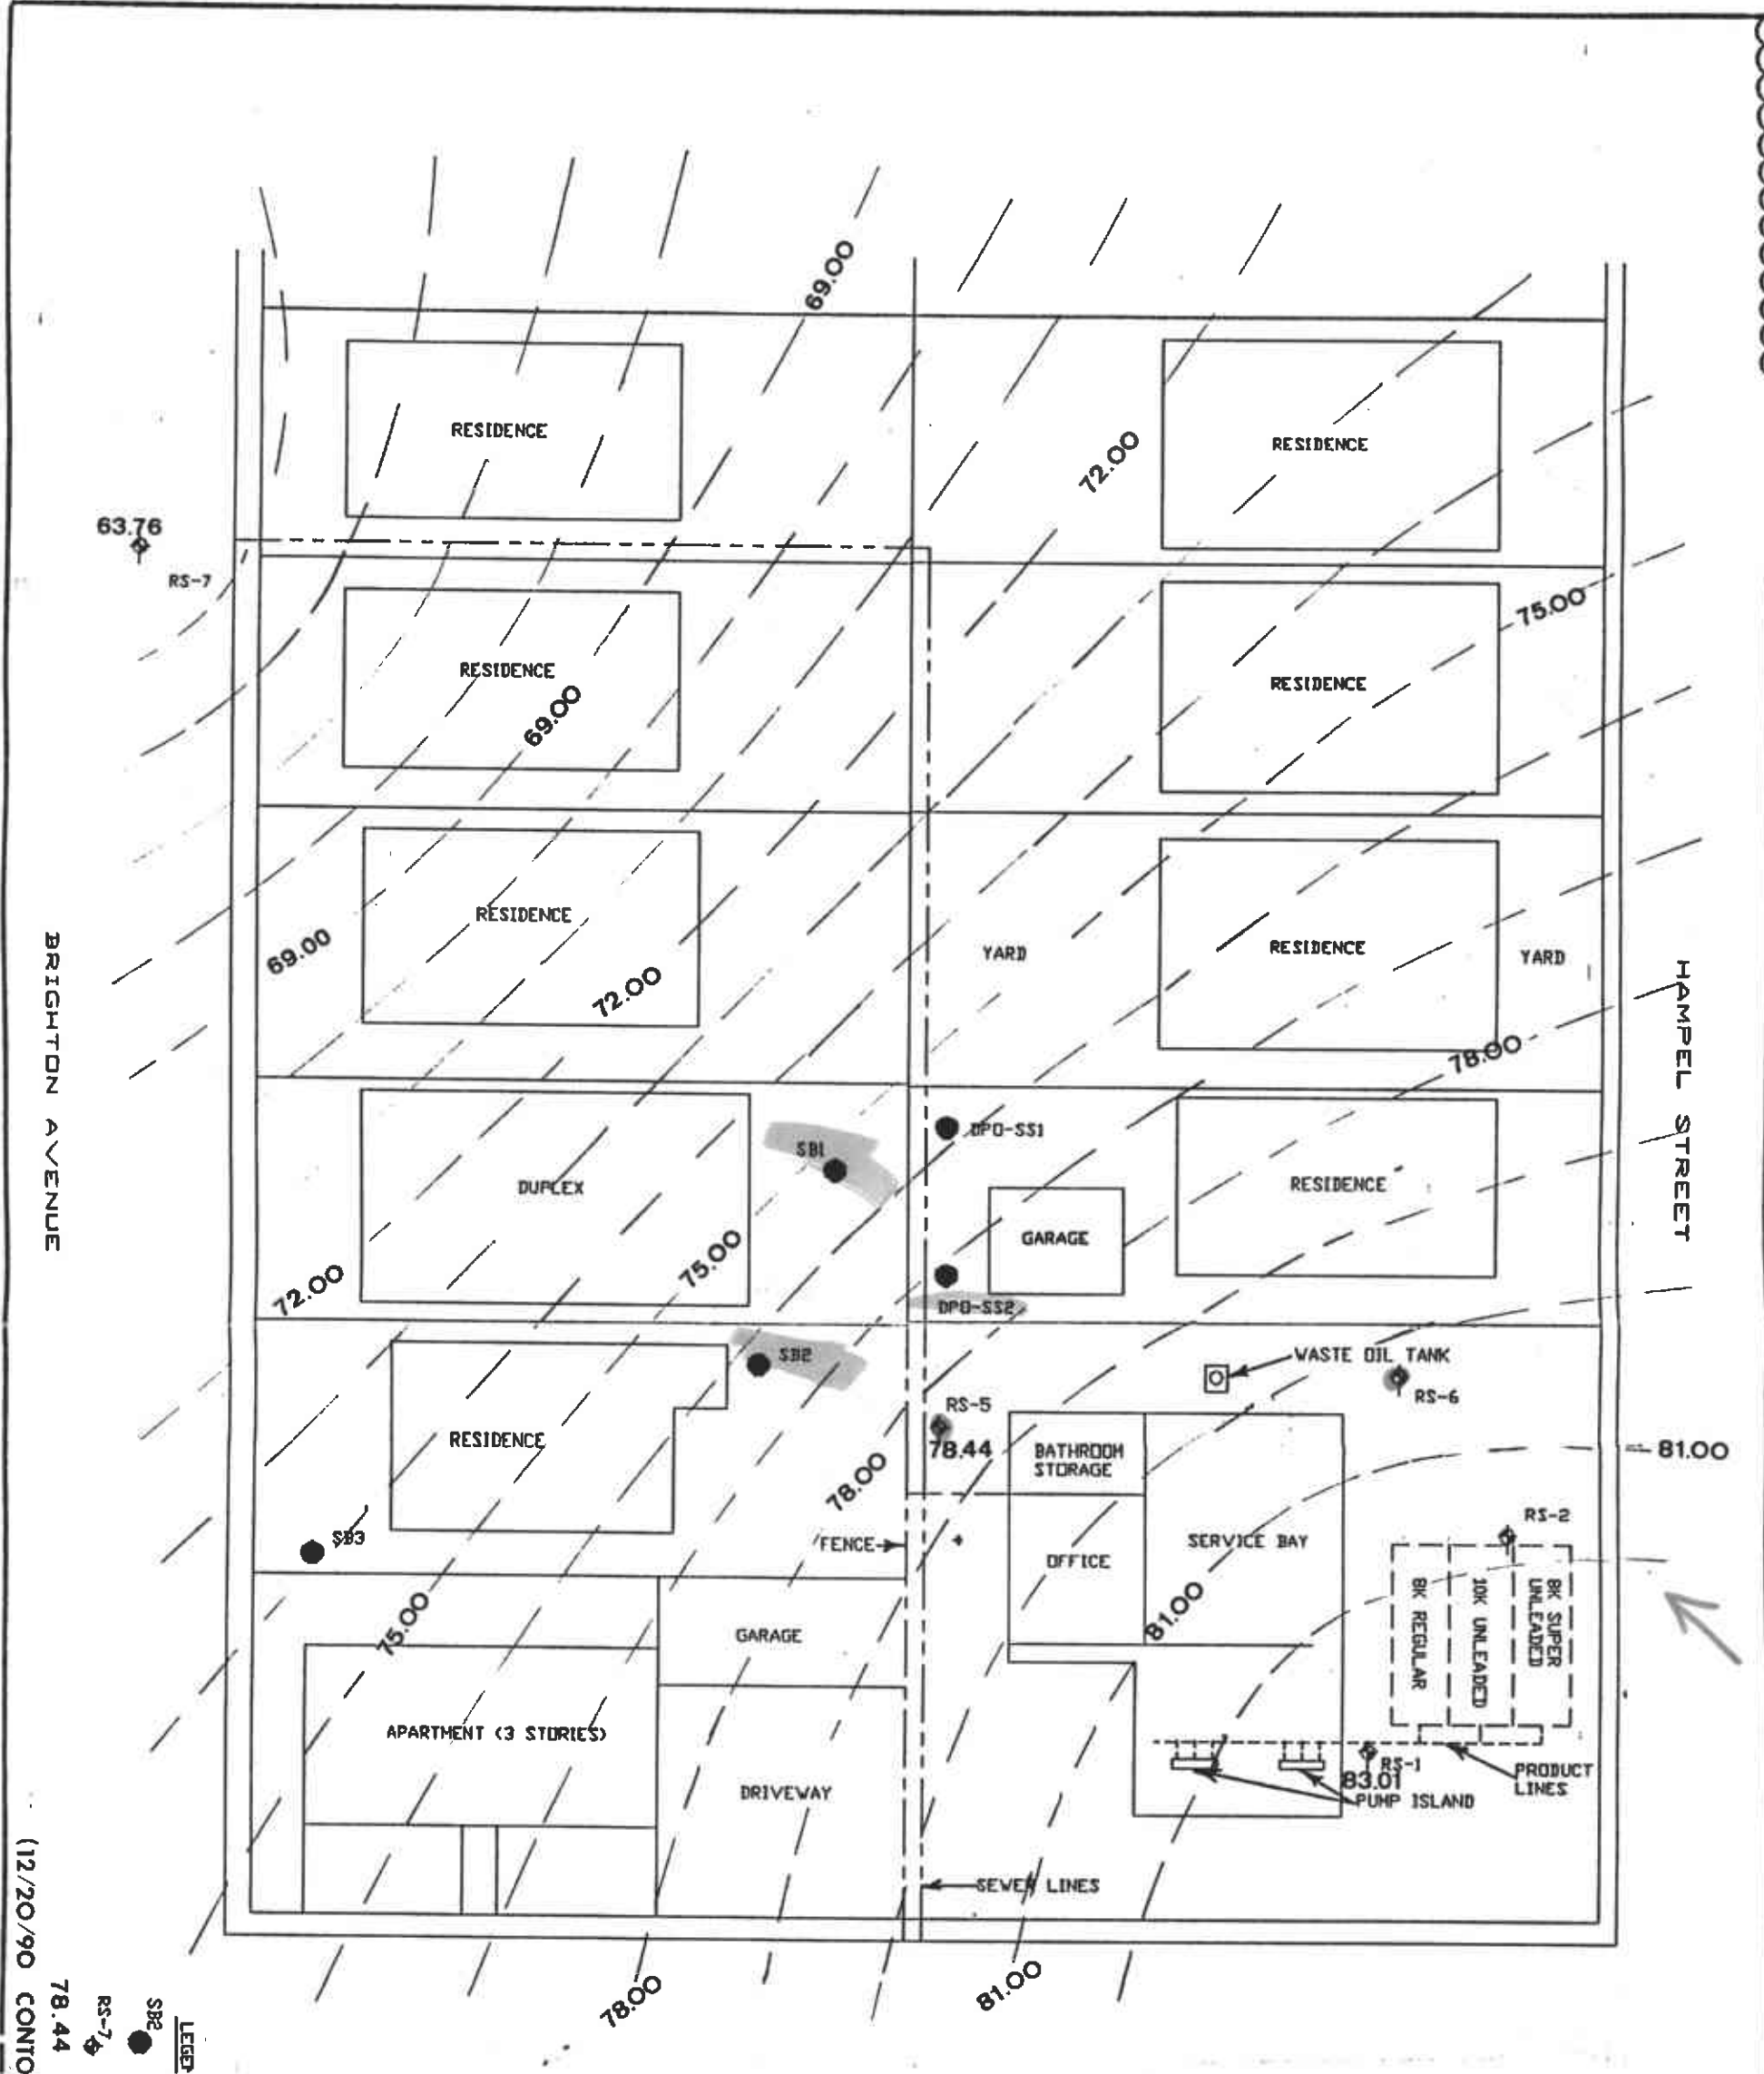 69.00
RESIDENCE
72.00
RESIDENCE
63.76
RS-7
75.00
RESIDENCE
69.00
RESIDENCE
RESIDENCE
69.00
72.00
YARD
RESIDENCE
YARD
BRIGHTON AVENUE
HAMPEL STREET
78.00
DPO-SS1
SB1
DUPLEX
RESIDENCE
GARAGE
75.00
72.00
DPO-SS2
SB2
WASTE OIL TANK
RS-6
RS-5
78.44
RESIDENCE
BATHROOM
STORAGE
81.00
78.00
RS-2
SB3
FENCE
OFFICE
SERVICE BAY
8K REGULAR
10K UNLEADED
8K SUPER
UNLEADED
75.00
81.00
GARAGE
APARTMENT (3 STORIES)
RS-1
83.01
PRODUCT
LINES
PUMP ISLAND
DRIVEWAY
SEWER LINES
78.00
81.00
SB2
RS-7
78.44
(12/20/90 CONTO